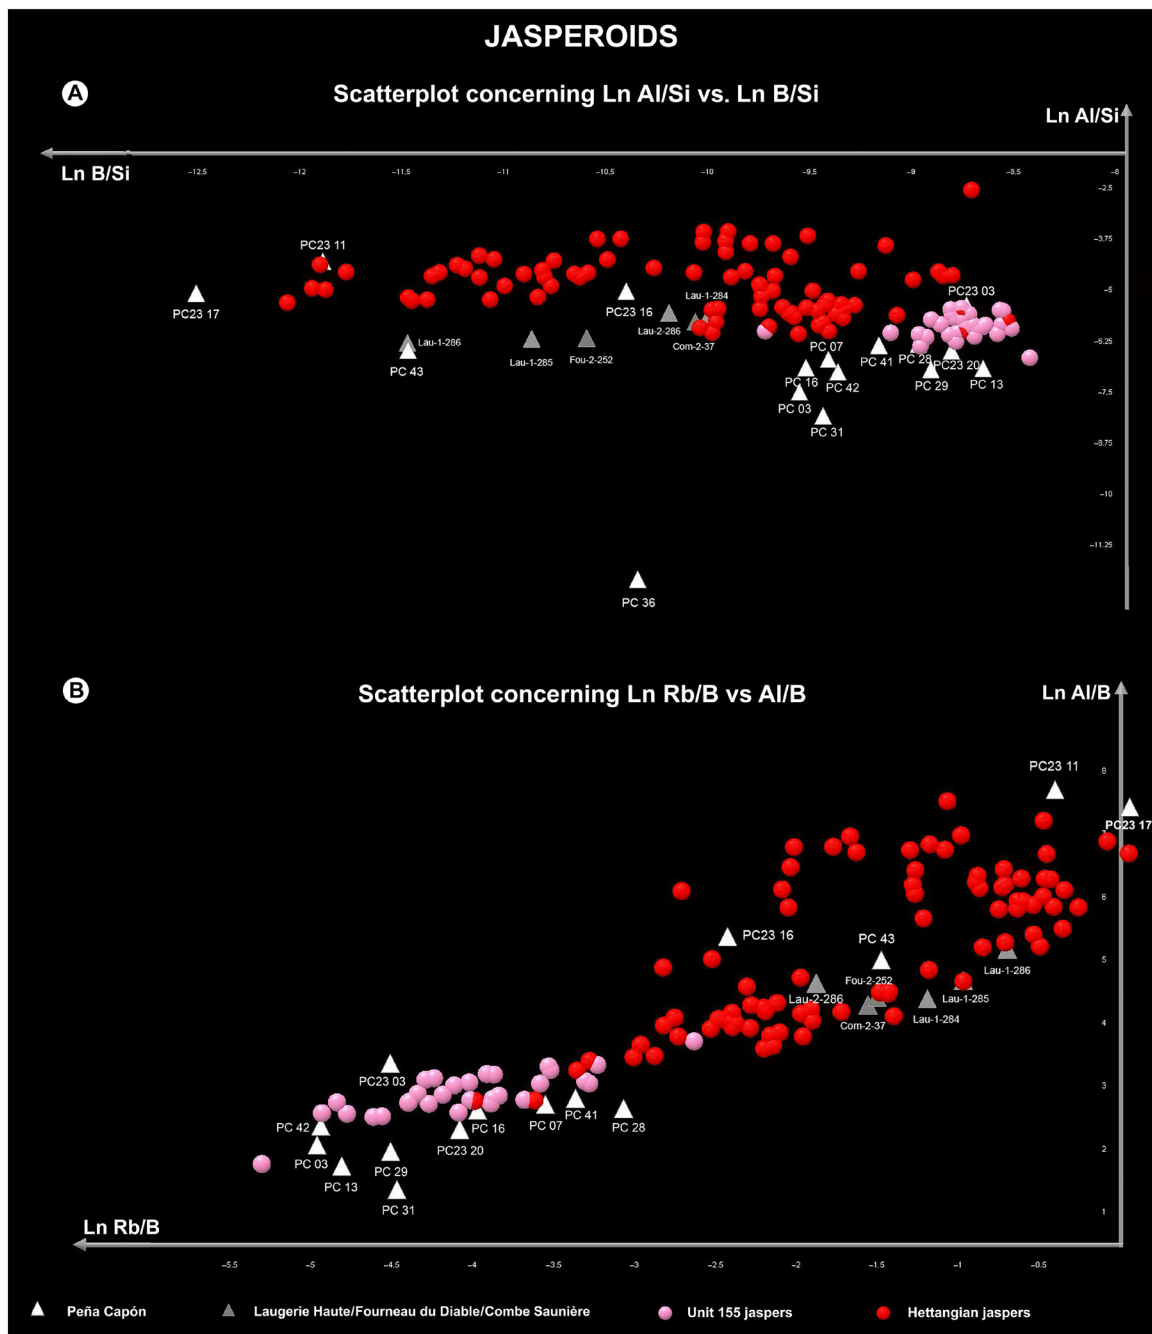 JASPEROIDS
A
Scatterplot concerning Ln Al/Si vs. Ln B/Si
Ln Al/Si
Ln B/Si
-12.5 -12 -11.5 -11 -10.5 -10 -9.5 -9 -8.5 -8
-2.5
-3.75
PC23 11
-5
PC23 03
Lau-1-284
PC23 17
PC23 16
Lau-2-286
-6.25
Lau-1-286
Com-2-37
PC 07
Lau-1-285
Fou-2-252
PC 41
PC 28
PC23 20
PC 43
PC 16
PC 42
PC 29
PC 13
-7.5
PC 03
PC 31
-8.75
-10
-11.25
PC 36
B
Scatterplot concerning Ln Rb/B vs Al/B
Ln Al/B
PC23 11
8
PC23 17
7
6
PC23 16
PC 43
5
Lau-1-286
Fou-2-252
Lau-2-286
Lau-1-285
Lau-1-284
Com-2-37
4
PC23 03
3
PC 42
PC 16
PC 07
PC 41
PC 28
PC23 20
2
PC 03
PC 29
PC 13
PC 31
1
Ln Rb/B
-5.5 -5 -4.5 -4 -3.5 -3 -2.5 -2 -1.5 -1 -0.5
Peña Capón
Laugerie Haute/Fourneau du Diable/Combe Saunière
Unit 155 jaspers
Hettangian jaspers